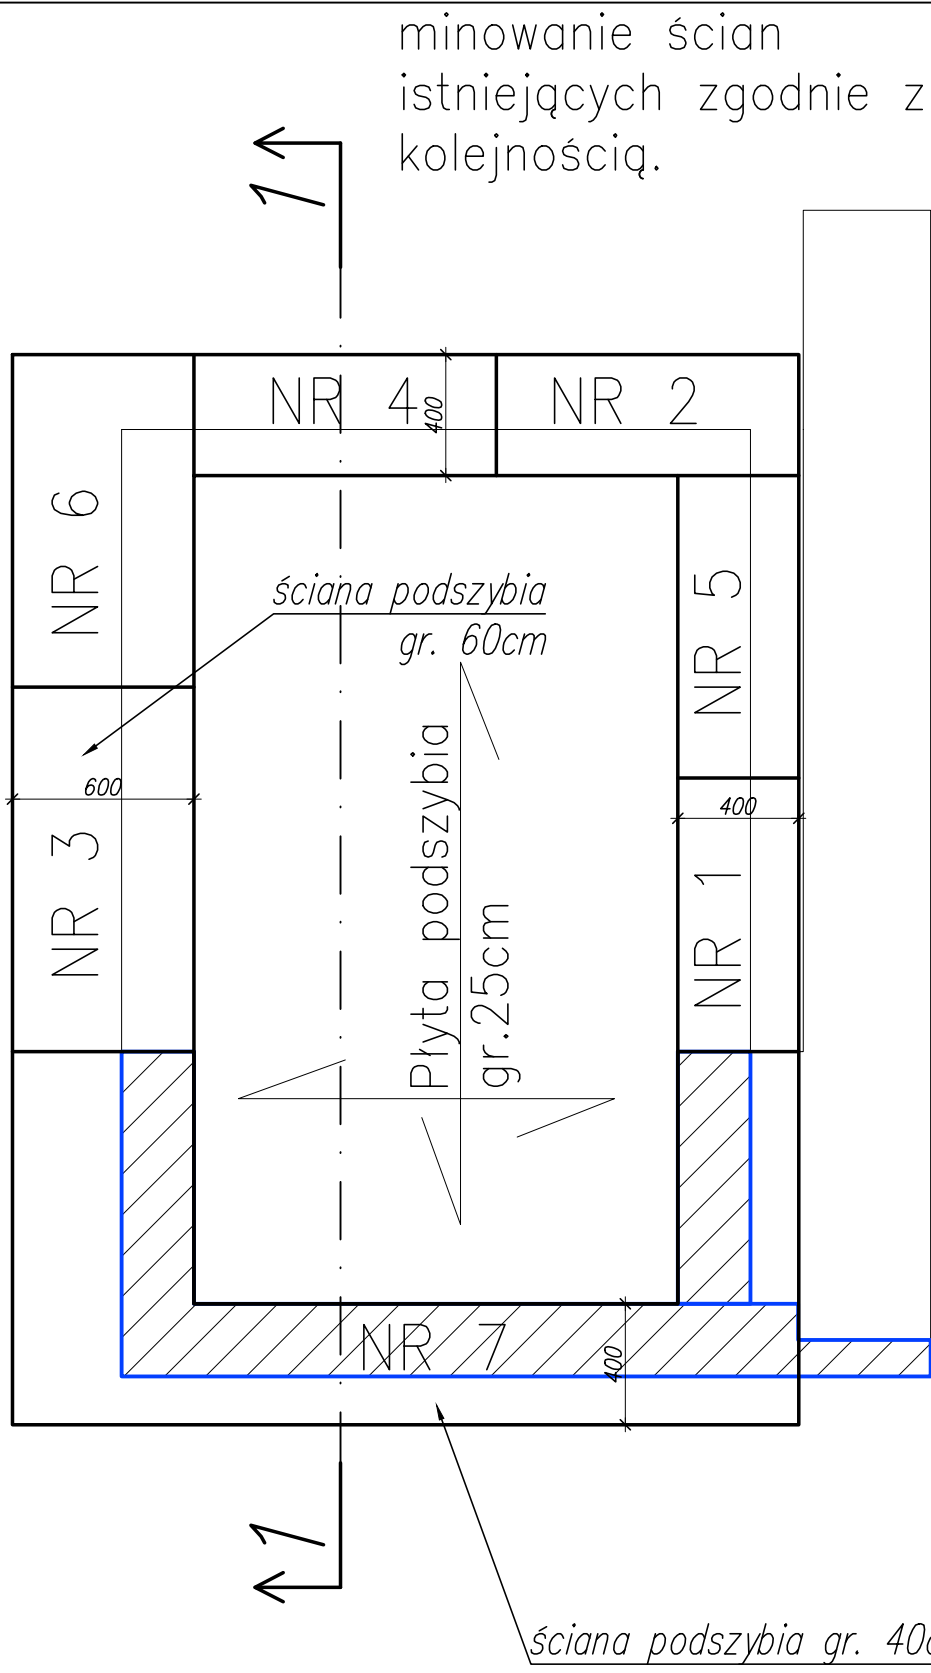 minowanie ścian
istniejących zgodnie z
kolejnością.
1
NR 4
400
NR 2
NR 6
ściana podszybia
gr. 60cm
NR 5
Płyta podszybia
gr.25cm
600
400
NR 3
NR 1
NR 7
400
1
ściana podszybia gr. 40